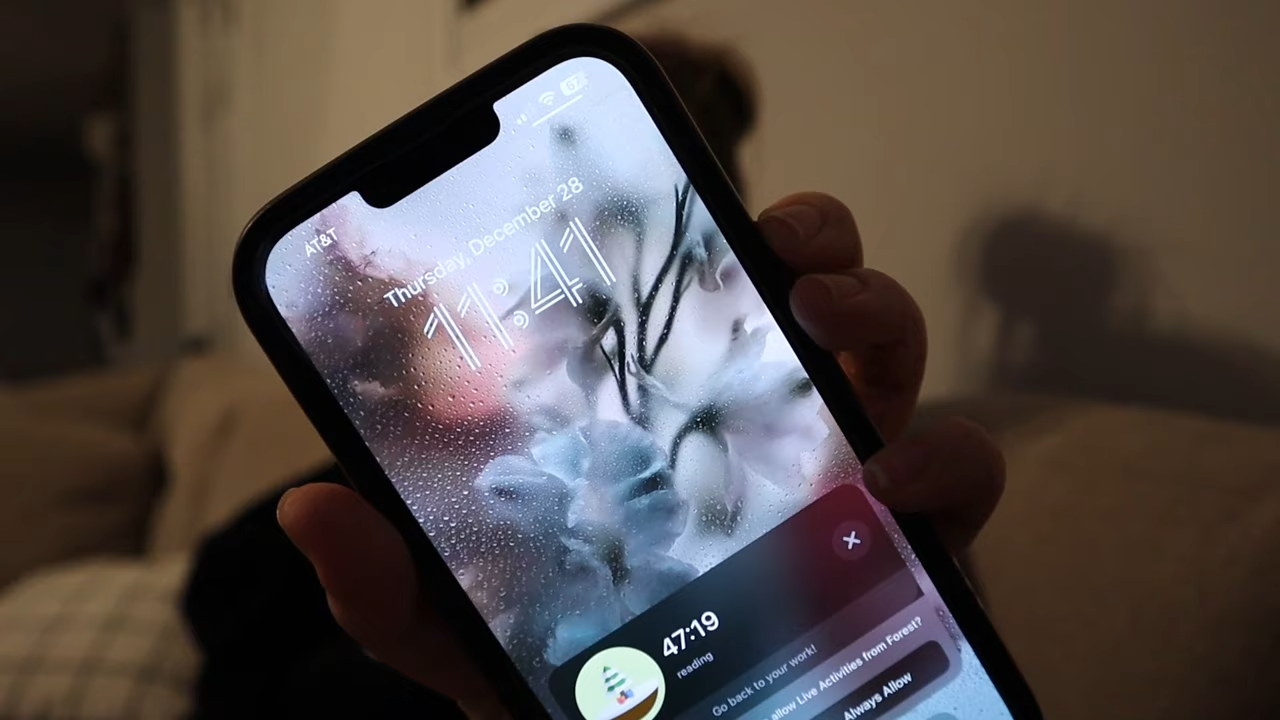 AT&T
67
Thursday, December 28
11:41
47:19
reading
Go back to your work!
allow Live Activities from Forest?
Always Allow